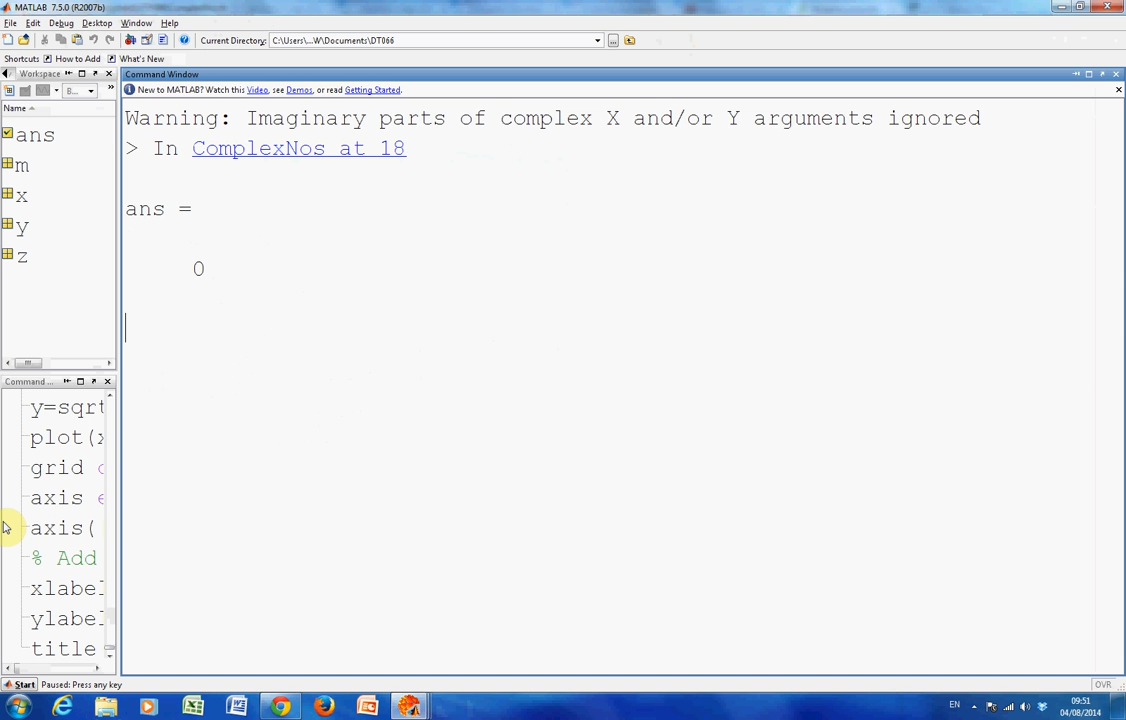 MATLAB 7.5.0 (R2007b)
File Edit Debug Desktop Window Help
Current Directory: C:\Users\...W\Documents\DT066 ...
Shortcuts How to Add What's New
Workspace
Command Window
B...
New to MATLAB? Watch this Video, see Demos, or read Getting Started.
Name
ans
m
x
y
z
Warning: Imaginary parts of complex X and/or Y arguments ignored
> In ComplexNos at 18
ans =
0
Command ...
y=sqrt
plot(x
grid o
axis e
axis(
% Add
xlabel
ylabel
title
Start Paused: Press any key
OVR
EN
09:51
04/08/2014